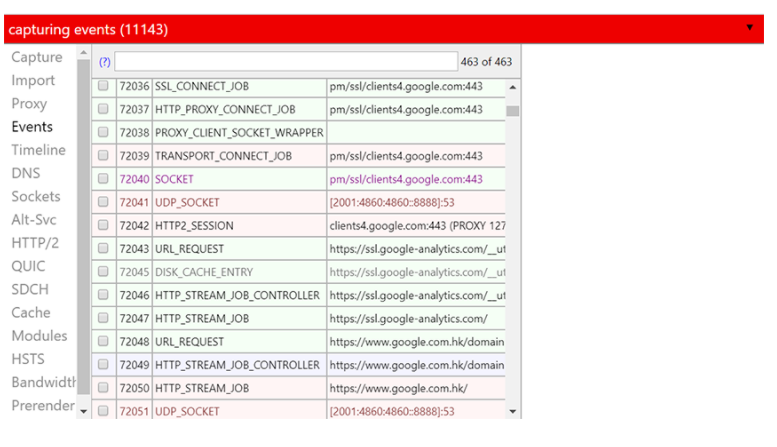 capturing events (11143)
Capture
Import
Proxy
Events
Timeline
DNS
Sockets
Alt-Svc
HTTP/2
QUIC
SDCH
Cache
Modules
HSTS
Bandwidth
Prerender
(?) 463 of 463
72036 SSL_CONNECT_JOB pm/ssl/clients4.google.com:443
72037 HTTP_PROXY_CONNECT_JOB pm/ssl/clients4.google.com:443
72038 PROXY_CLIENT_SOCKET_WRAPPER
72039 TRANSPORT_CONNECT_JOB pm/ssl/clients4.google.com:443
72040 SOCKET pm/ssl/clients4.google.com:443
72041 UDP_SOCKET [2001:4860:4860::8888]:53
72042 HTTP2_SESSION clients4.google.com:443 (PROXY 127
72043 URL_REQUEST https://ssl.google-analytics.com/__ut
72045 DISK_CACHE_ENTRY https://ssl.google-analytics.com/__ut
72046 HTTP_STREAM_JOB_CONTROLLER https://ssl.google-analytics.com/__ut
72047 HTTP_STREAM_JOB https://ssl.google-analytics.com/
72048 URL_REQUEST https://www.google.com.hk/domain
72049 HTTP_STREAM_JOB_CONTROLLER https://www.google.com.hk/domain
72050 HTTP_STREAM_JOB https://www.google.com.hk/
72051 UDP_SOCKET [2001:4860:4860::8888]:53